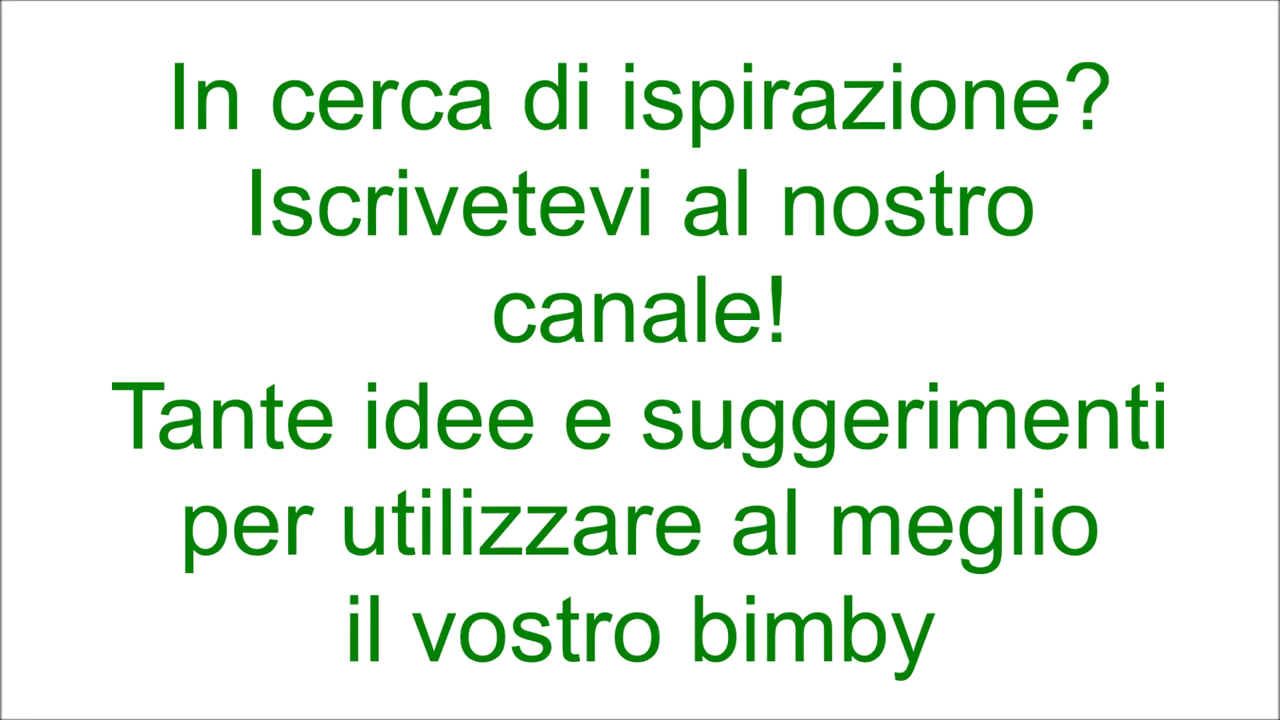 In cerca di ispirazione?
Iscrivetevi al nostro
canale!
Tante idee e suggerimenti
per utilizzare al meglio
il vostro bimby